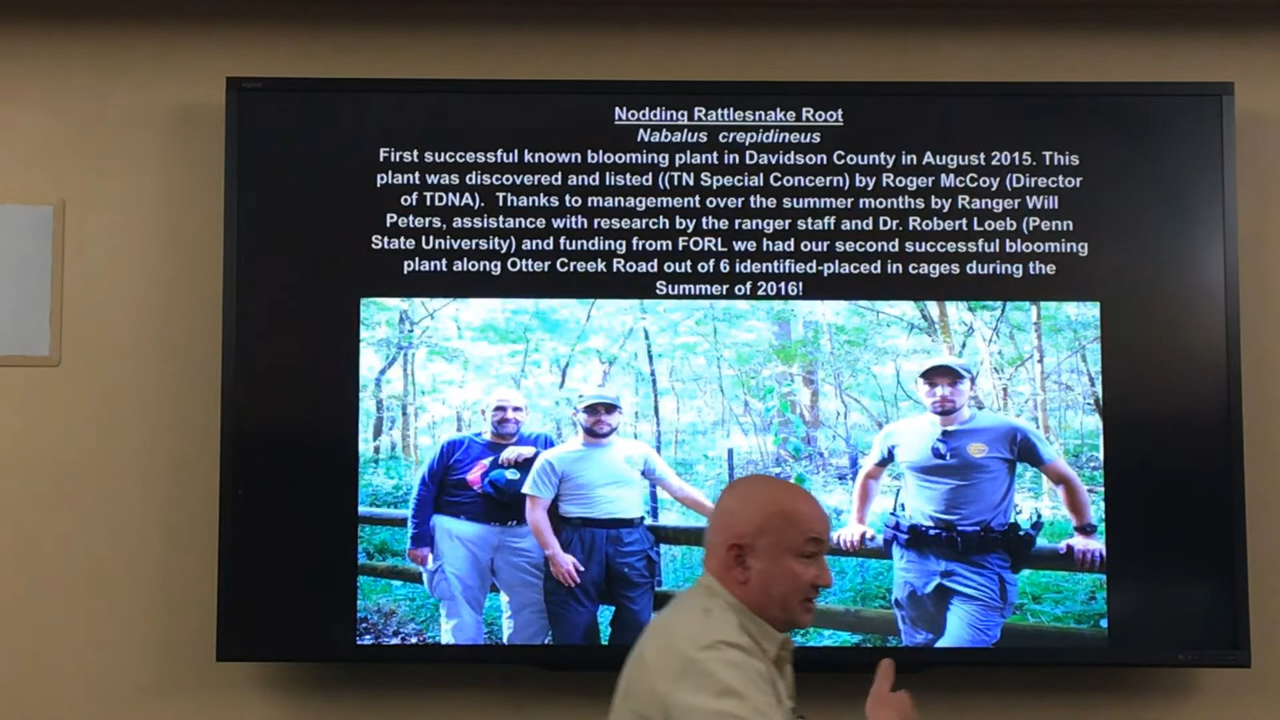 Nodding Rattlesnake Root
Nabalus crepidineus
First successful known blooming plant in Davidson County in August 2015. This
plant was discovered and listed ((TN Special Concern) by Roger McCoy (Director
of TDNA). Thanks to management over the summer months by Ranger Will
Peters, assistance with research by the ranger staff and Dr. Robert Loeb (Penn
State University) and funding from FORL we had our second successful blooming
plant along Otter Creek Road out of 6 identified-placed in cages during the
Summer of 2016!